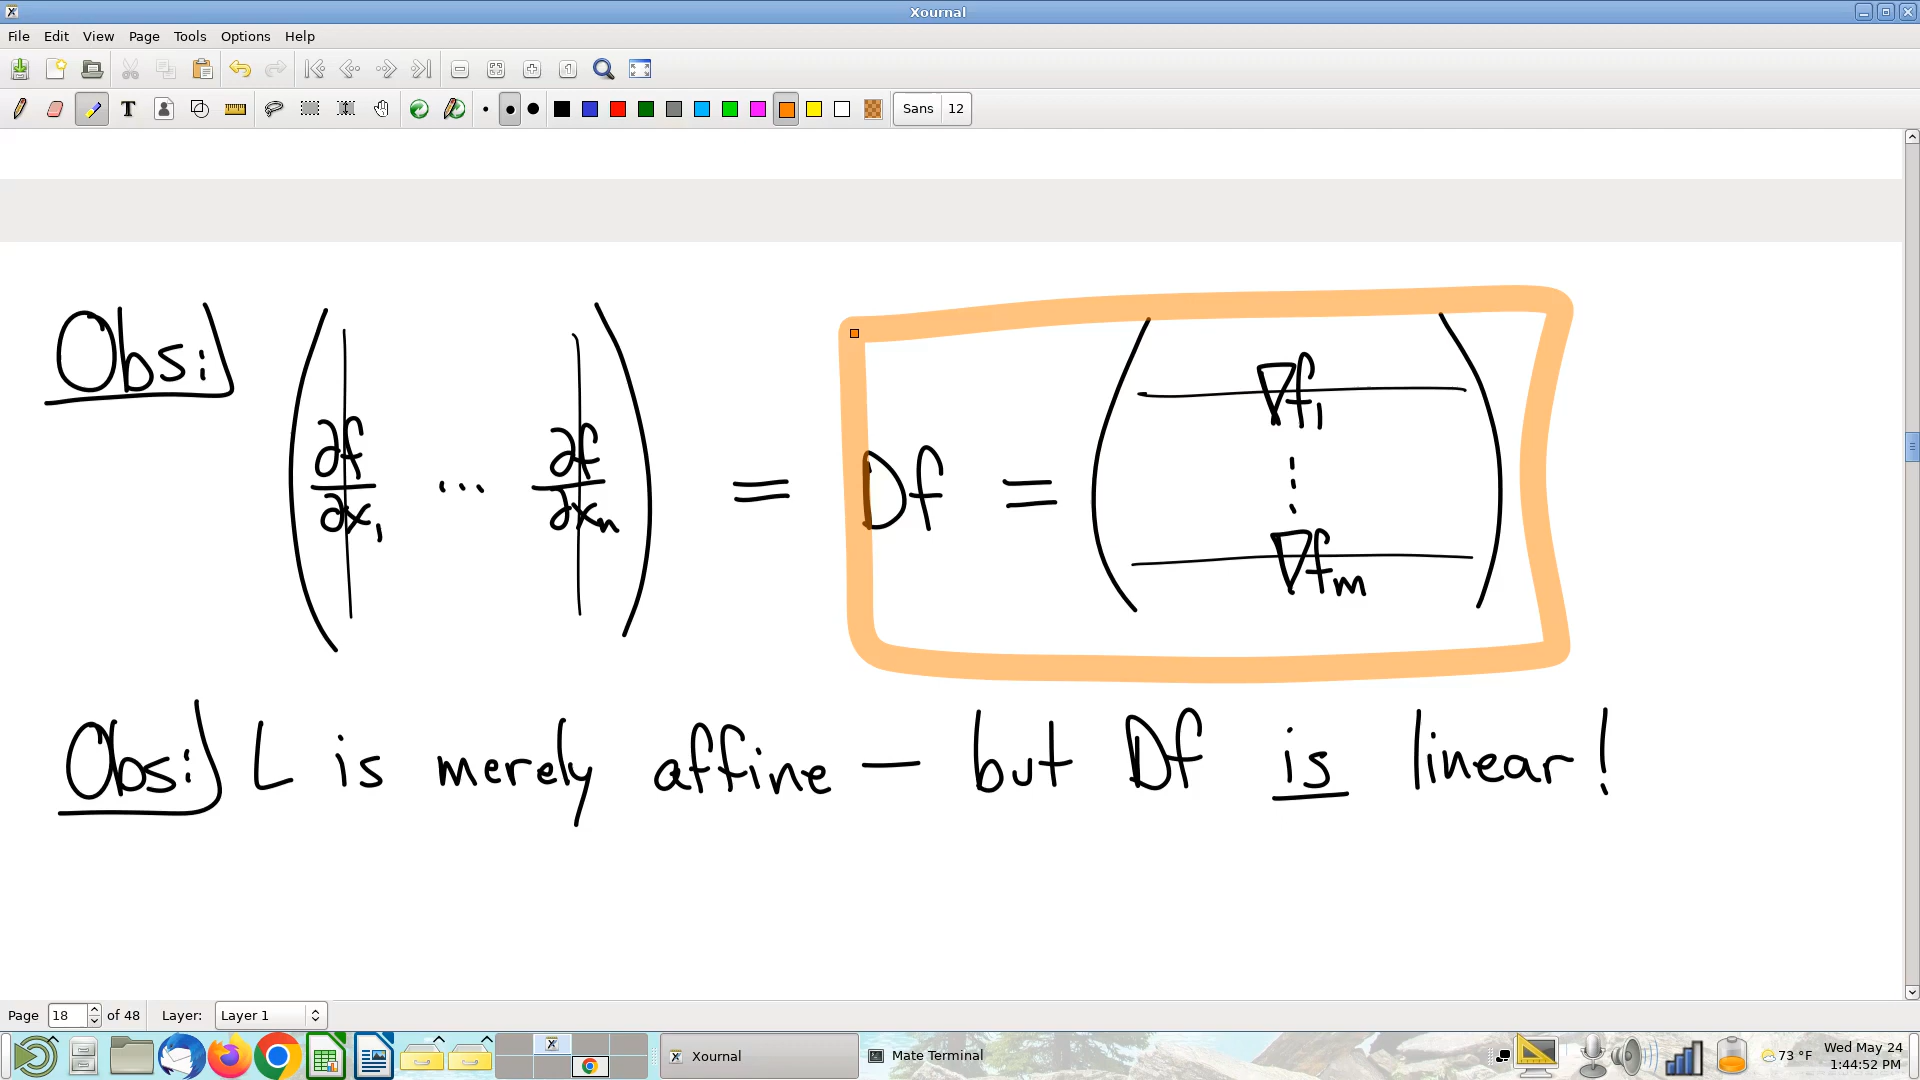 Xournal
File Edit View Page Tools Options Help
Sans 12
Obs: ( ∂f/∂x₁ ... ∂f/∂xₙ ) = Df = ( ∇f₁ ⋮ ∇fₘ )
Obs: L is merely affine — but Df is linear!
Page 18 of 48 Layer: Layer 1
Xournal Mate Terminal 73 °F Wed May 24
1:44:52 PM